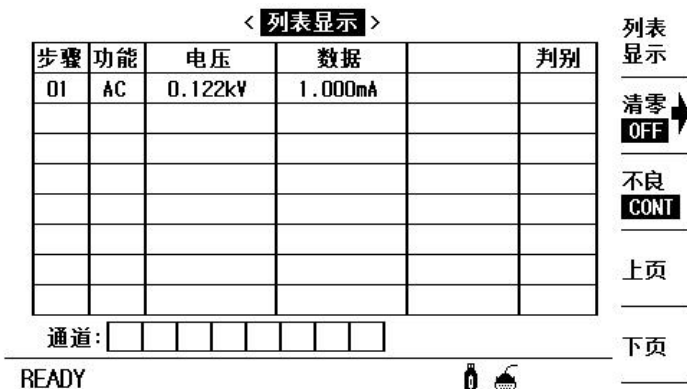 < 列表显示 >
步骤 功能 电压 数据 判别
01 AC 0.122kV 1.000mA
通道:
READY
列表
显示
清零
OFF
不良
CONT
上页
下页